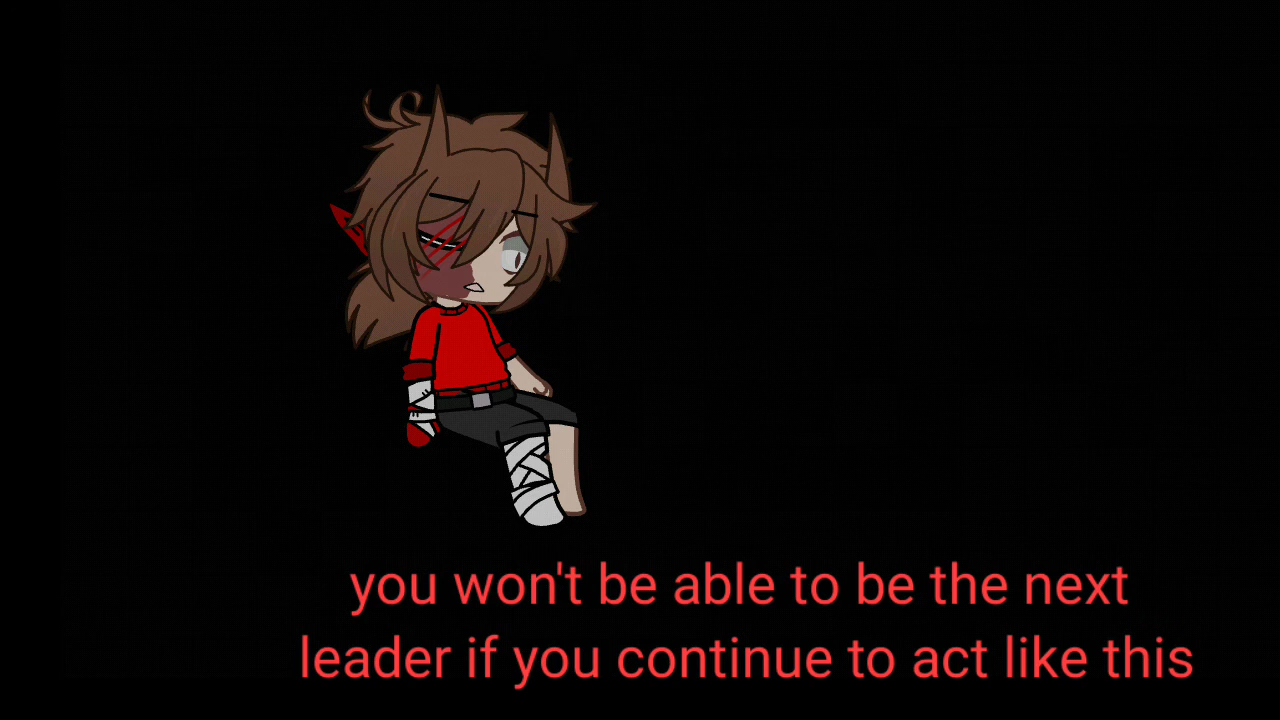 you won't be able to be the next
leader if you continue to act like this